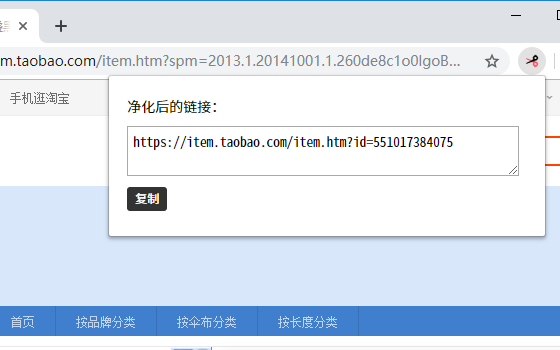 m.taobao.com/item.htm?spm=2013.1.20141001.1.260de8c1o0IgoB...
手机逛淘宝
净化后的链接：
https://item.taobao.com/item.htm?id=551017384075
复制
首页
按品牌分类
按伞布分类
按长度分类